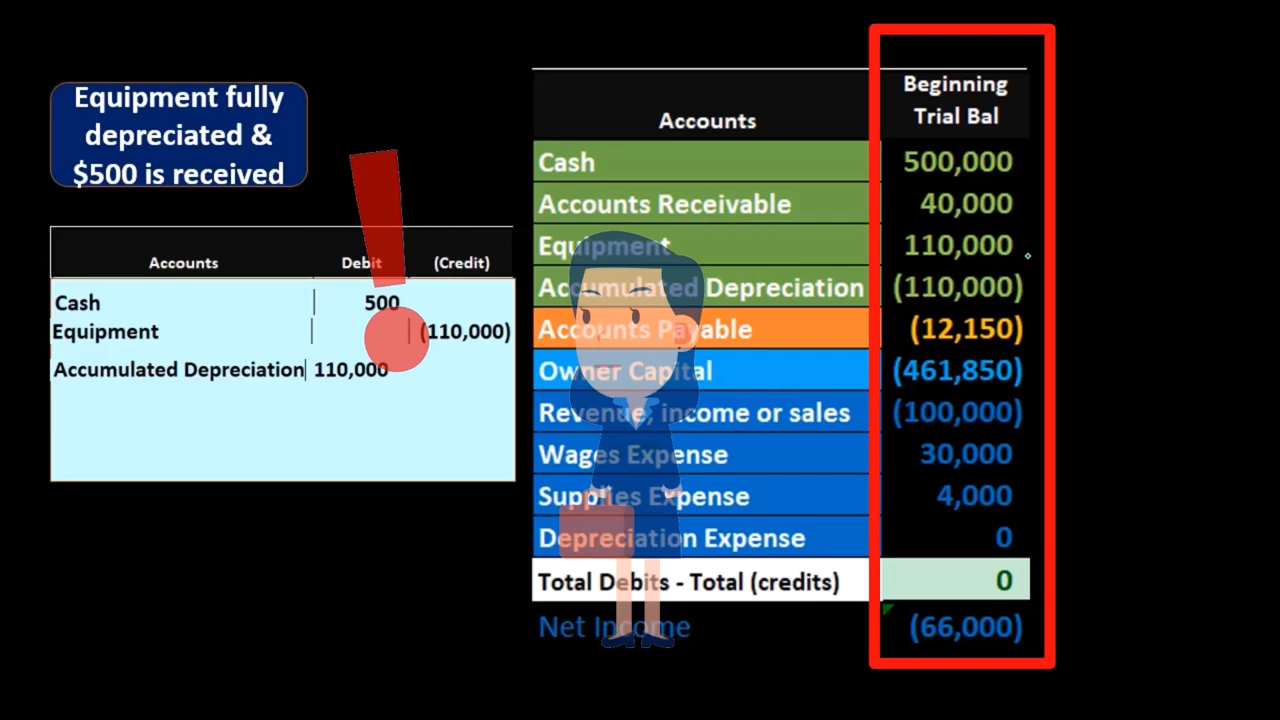 Equipment fully
depreciated &
$500 is received
Accounts Debit (Credit)
Cash 500
Equipment (110,000)
Accumulated Depreciation 110,000
Accounts Beginning
Trial Bal
Cash 500,000
Accounts Receivable 40,000
Equipment 110,000
Accumulated Depreciation (110,000)
Accounts Payable (12,150)
Owner Capital (461,850)
Revenue, income or sales (100,000)
Wages Expense 30,000
Supplies Expense 4,000
Depreciation Expense 0
Total Debits - Total (credits) 0
Net Income (66,000)